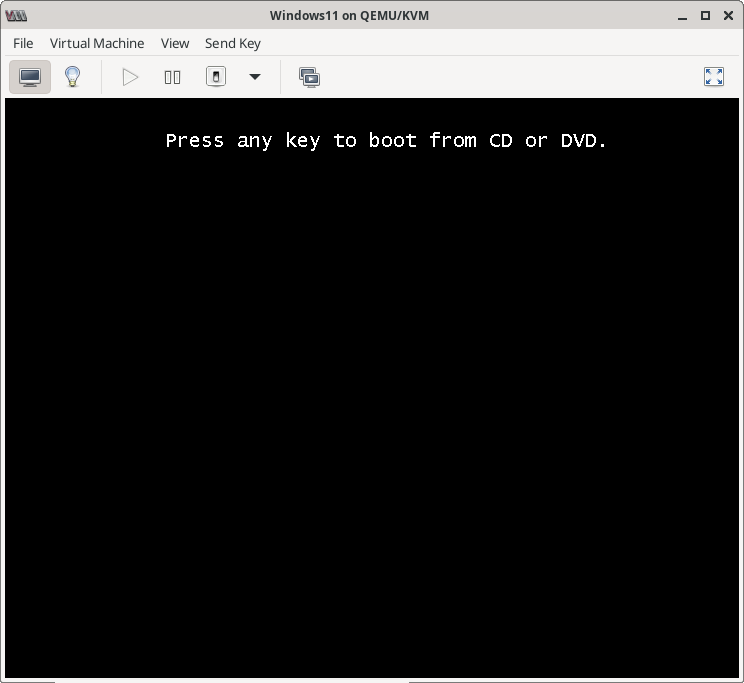 Windows11 on QEMU/KVM
File Virtual Machine View Send Key
Press any key to boot from CD or DVD.